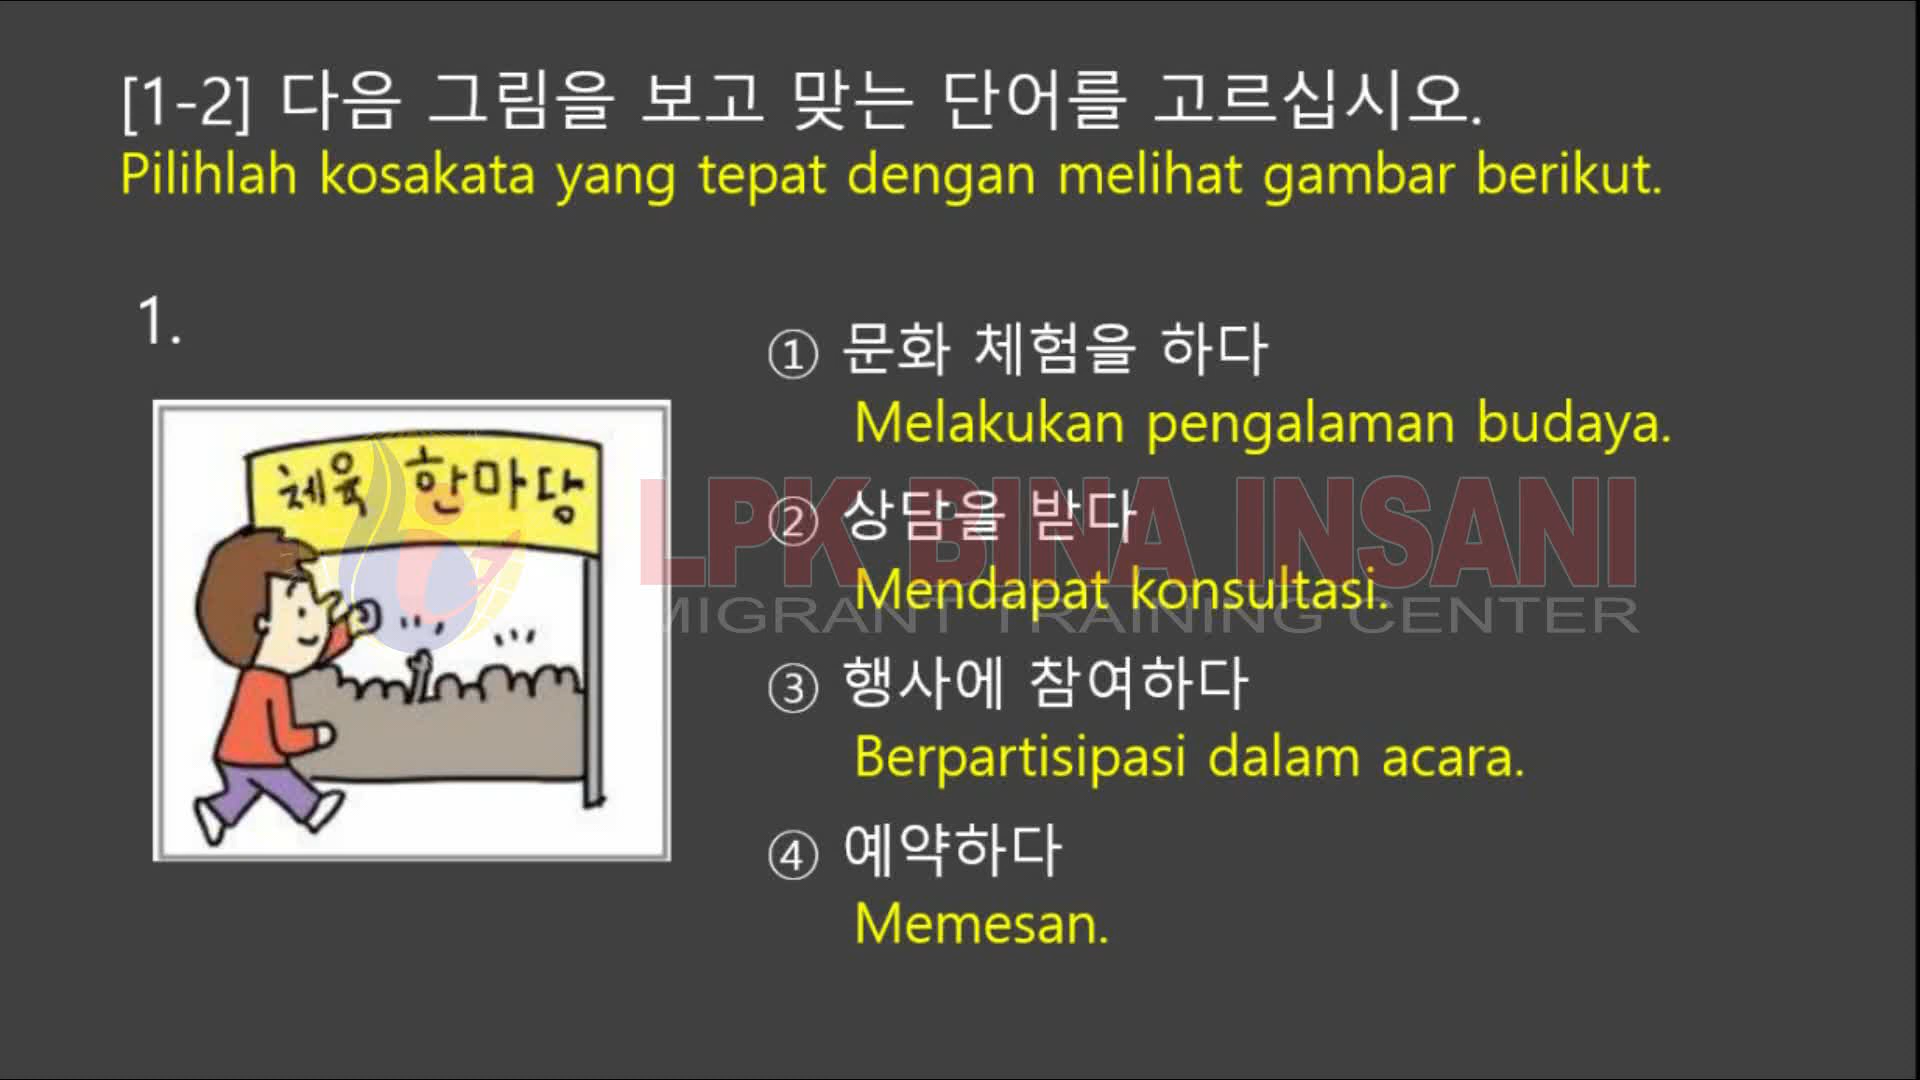 [1-2] 다음 그림을 보고 맞는 단어를 고르십시오.
Pilihlah kosakata yang tepat dengan melihat gambar berikut.
1.
체육 한마당
① 문화 체험을 하다
Melakukan pengalaman budaya.
② 상담을 받다
Mendapat konsultasi.
③ 행사에 참여하다
Berpartisipasi dalam acara.
④ 예약하다
Memesan.
LPK BINA INSANI
MIGRANT TRAINING CENTER